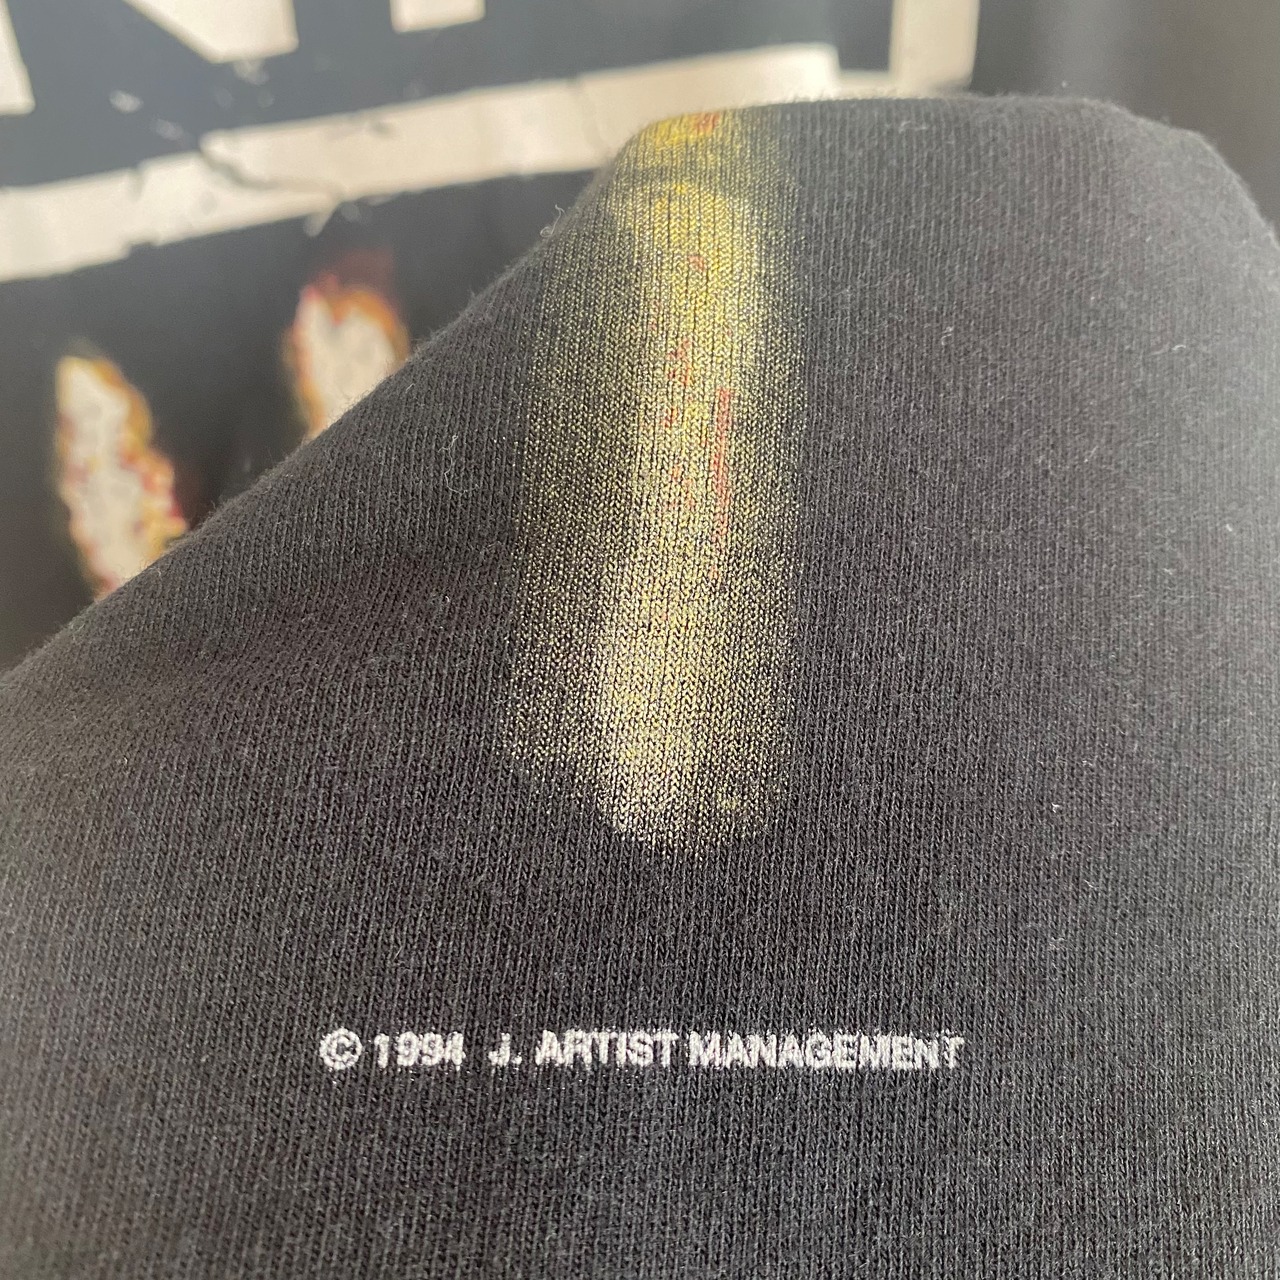 © 1994 J. ARTIST MANAGEMENT